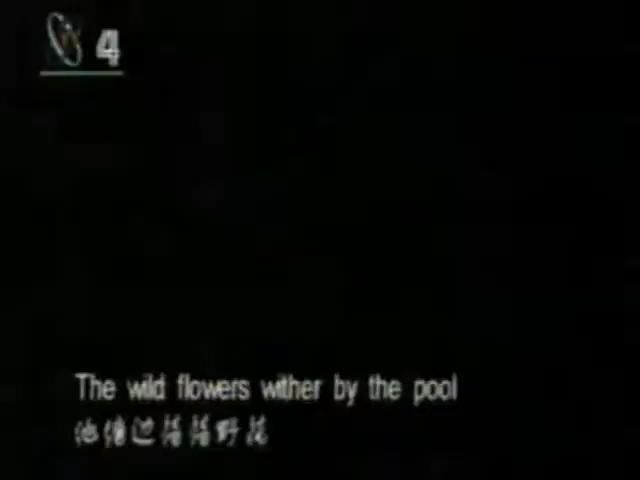 4
The wild flowers wither by the pool
池塘边落落野花